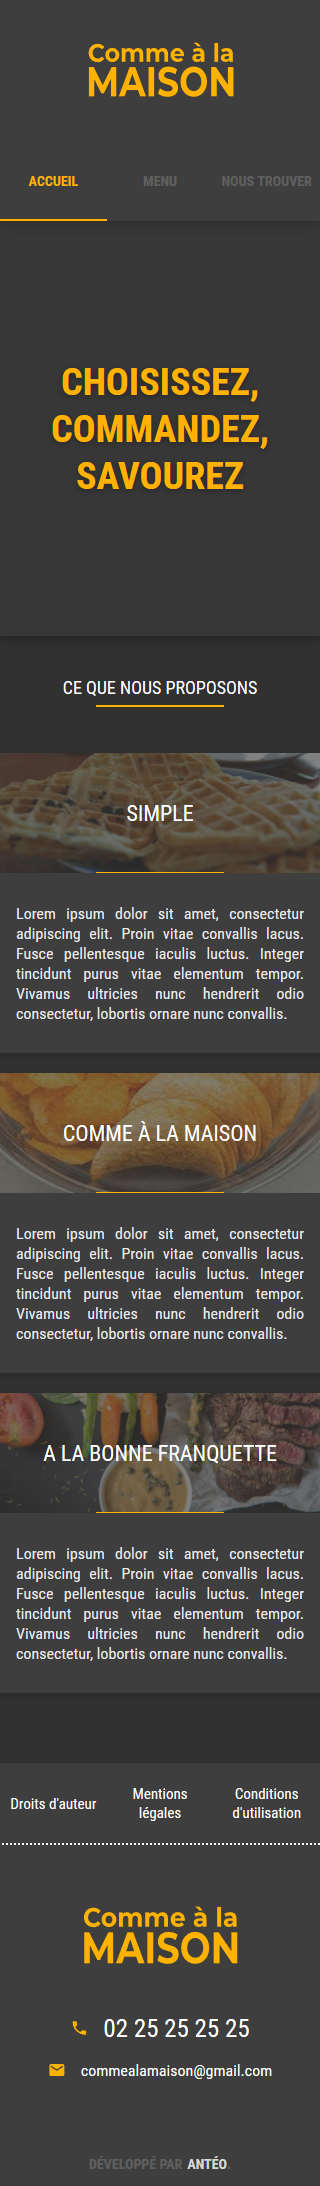 Comme à la
MAISON
ACCUEIL MENU NOUS TROUVER
CHOISISSEZ,
COMMANDEZ,
SAVOUREZ
CE QUE NOUS PROPOSONS
SIMPLE
Lorem ipsum dolor sit amet, consectetur
adipiscing elit. Proin vitae convallis lacus.
Fusce pellentesque iaculis luctus. Integer
tincidunt purus vitae elementum tempor.
Vivamus ultricies nunc hendrerit odio
consectetur, lobortis ornare nunc convallis.
COMME À LA MAISON
Lorem ipsum dolor sit amet, consectetur
adipiscing elit. Proin vitae convallis lacus.
Fusce pellentesque iaculis luctus. Integer
tincidunt purus vitae elementum tempor.
Vivamus ultricies nunc hendrerit odio
consectetur, lobortis ornare nunc convallis.
A LA BONNE FRANQUETTE
Lorem ipsum dolor sit amet, consectetur
adipiscing elit. Proin vitae convallis lacus.
Fusce pellentesque iaculis luctus. Integer
tincidunt purus vitae elementum tempor.
Vivamus ultricies nunc hendrerit odio
consectetur, lobortis ornare nunc convallis.
Droits d'auteur
Mentions
légales
Conditions
d'utilisation
Comme à la
MAISON
02 25 25 25 25
commealamaison@gmail.com
DÉVELOPPÉ PAR ANTÉO.